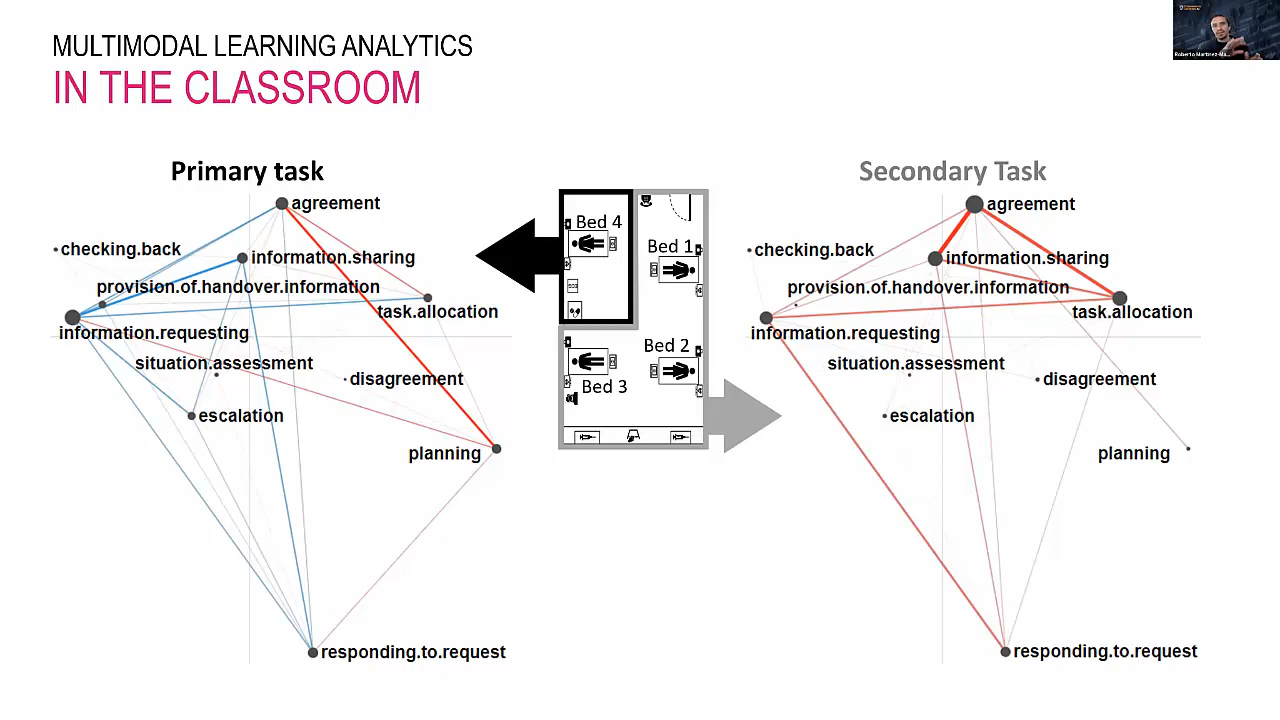 MULTIMODAL LEARNING ANALYTICS
IN THE CLASSROOM
Primary task
agreement
checking.back
information.sharing
provision.of.handover.information
task.allocation
information.requesting
situation.assessment
disagreement
escalation
planning
responding.to.request
Bed 4
Bed 1
Bed 2
Bed 3
Secondary Task
agreement
checking.back
information.sharing
provision.of.handover.information
task.allocation
information.requesting
situation.assessment
disagreement
escalation
planning
responding.to.request
Roberto Martinez-Ma...